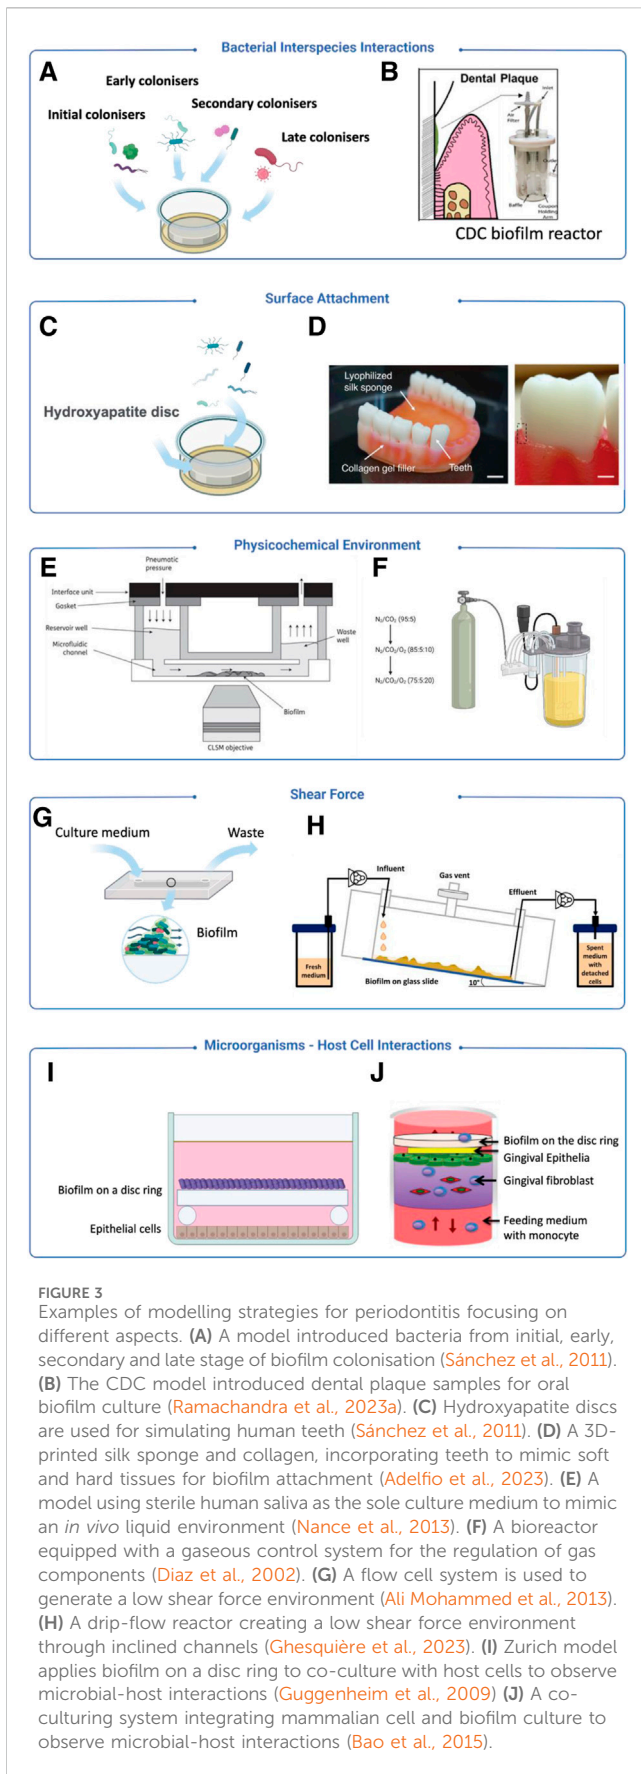 Bacterial Interspecies Interactions
A
Early colonisers
Initial colonisers
Secondary colonisers
Late colonisers
B
Dental Plaque
Inlet
Air
Filter
Baffle
Coupon
Holding
Arm
CDC biofilm reactor
Surface Attachment
C
Hydroxyapatite disc
D
Lyophilized
silk sponge
Collagen gel filler
Teeth
Physicochemical Environment
E
Pneumatic
pressure
Interface unit
Gasket
Reservoir well
Microfluidic
channel
Waste
well
Biofilm
CLSM objective
F
N₂/CO₂ (95:5)
N₂/CO₂/O₂ (85:5:10)
N₂/CO₂/O₂ (75:5:20)
Shear Force
G
Culture medium
Waste
Biofilm
H
Influent
Gas vent
Effluent
Fresh
medium
Biofilm on glass slide
10°
Spent
medium
with
detached
cells
Microorganisms - Host Cell Interactions
I
Biofilm on a disc ring
Epithelial cells
J
Biofilm on the disc ring
Gingival Epithelia
Gingival fibroblast
Feeding medium
with monocyte
FIGURE 3
Examples of modelling strategies for periodontitis focusing on
different aspects. (A) A model introduced bacteria from initial, early,
secondary and late stage of biofilm colonisation (Sánchez et al., 2011).
(B) The CDC model introduced dental plaque samples for oral
biofilm culture (Ramachandra et al., 2023a). (C) Hydroxyapatite discs
are used for simulating human teeth (Sánchez et al., 2011). (D) A 3D-
printed silk sponge and collagen, incorporating teeth to mimic soft
and hard tissues for biofilm attachment (Adelfio et al., 2023). (E) A
model using sterile human saliva as the sole culture medium to mimic
an in vivo liquid environment (Nance et al., 2013). (F) A bioreactor
equipped with a gaseous control system for the regulation of gas
components (Diaz et al., 2002). (G) A flow cell system is used to
generate a low shear force environment (Ali Mohammed et al., 2013).
(H) A drip-flow reactor creating a low shear force environment
through inclined channels (Ghesquière et al., 2023). (I) Zurich model
applies biofilm on a disc ring to co-culture with host cells to observe
microbial-host interactions (Guggenheim et al., 2009) (J) A co-
culturing system integrating mammalian cell and biofilm culture to
observe microbial-host interactions (Bao et al., 2015).